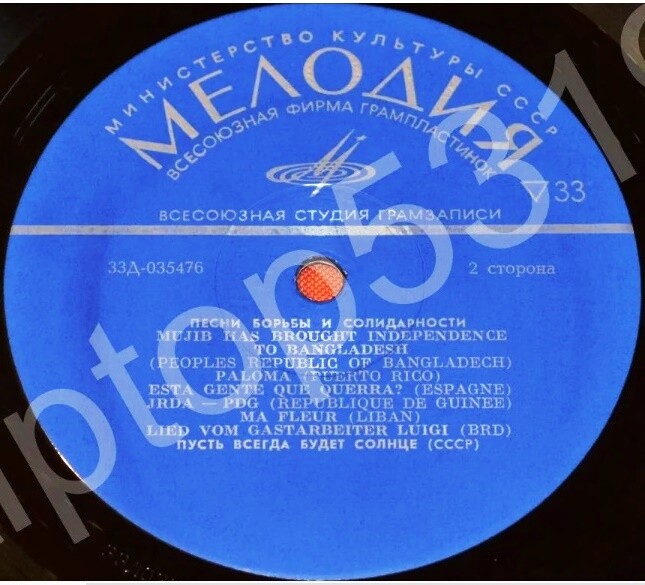 МИНИСТЕРСТВО КУЛЬТУРЫ СССР
МЕЛОДИЯ
ВСЕСОЮЗНАЯ ФИРМА ГРАМПЛАСТИНОК
▽ 33
ВСЕСОЮЗНАЯ СТУДИЯ ГРАМЗАПИСИ
33Д-035476
2 сторона
ПЕСНИ БОРЬБЫ И СОЛИДАРНОСТИ
MUJIB HAS BROUGHT INDEPENDENCE
TO BANGLADESH
(PEOPLES REPUBLIC OF BANGLADECH)
PALOMA (PUERTO RICO)
ESTA GENTE QUE QUERRA? (ESPAGNE)
JRDA — PDG (REPUBLIQUE DE GUINEE)
MA FLEUR (LIBAN)
LIED VOM GASTARBEITER LUIGI (BRD)
ПУСТЬ ВСЕГДА БУДЕТ СОЛНЦЕ (СССР)